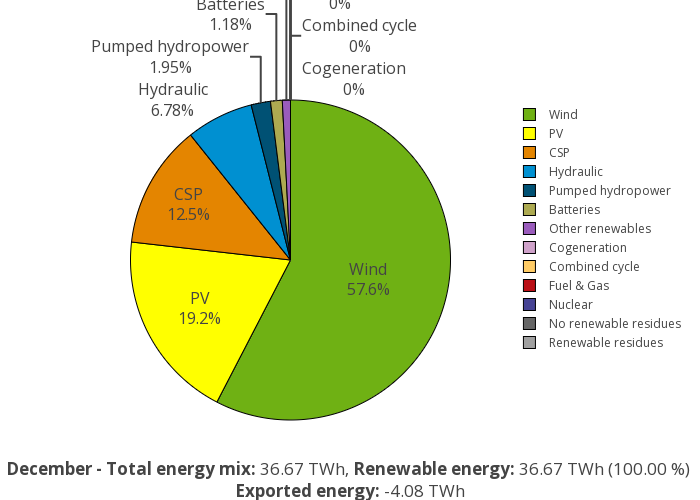 Batteries
1.18%
0%
Combined cycle
0%
Pumped hydropower
1.95%
Cogeneration
0%
Hydraulic
6.78%
CSP
12.5%
Wind
57.6%
PV
19.2%
Wind
PV
CSP
Hydraulic
Pumped hydropower
Batteries
Other renewables
Cogeneration
Combined cycle
Fuel & Gas
Nuclear
No renewable residues
Renewable residues
December - Total energy mix: 36.67 TWh, Renewable energy: 36.67 TWh (100.00 %)
Exported energy: -4.08 TWh